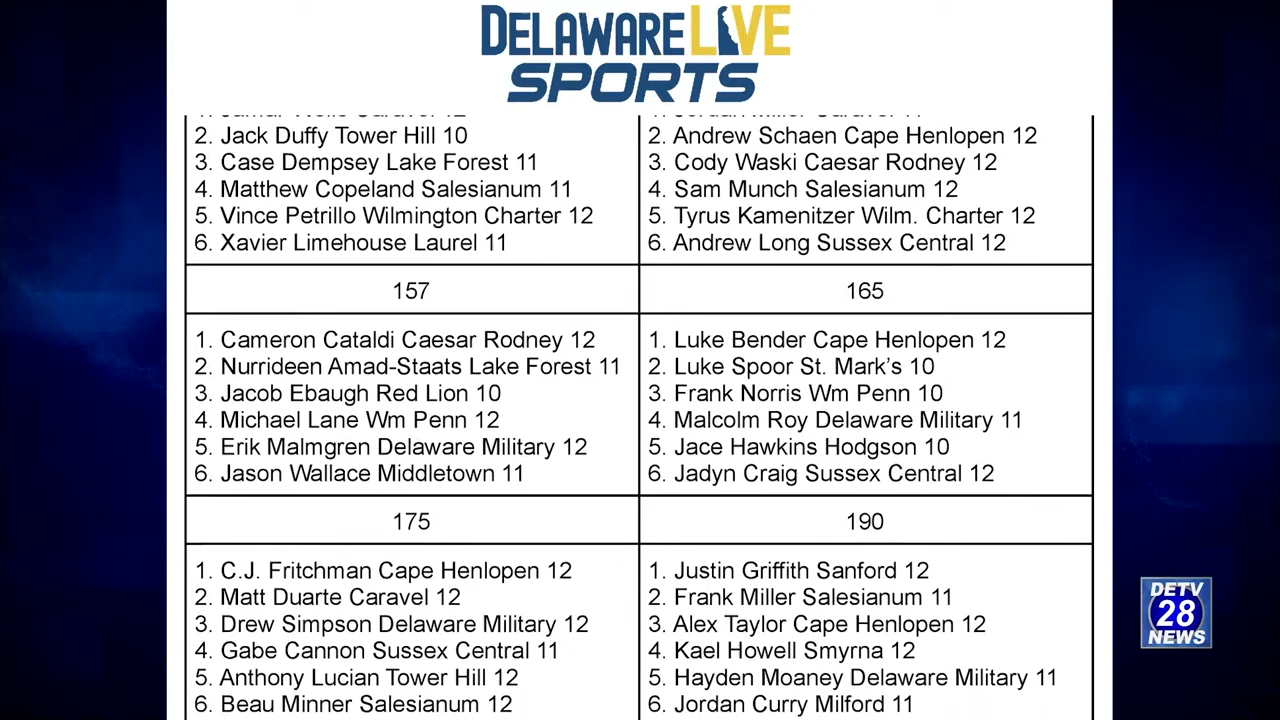 DELAWARE LIVE
SPORTS
2. Jack Duffy Tower Hill 10
3. Case Dempsey Lake Forest 11
4. Matthew Copeland Salesianum 11
5. Vince Petrillo Wilmington Charter 12
6. Xavier Limehouse Laurel 11
2. Andrew Schaen Cape Henlopen 12
3. Cody Waski Caesar Rodney 12
4. Sam Munch Salesianum 12
5. Tyrus Kamenitzer Wilm. Charter 12
6. Andrew Long Sussex Central 12
157
165
1. Cameron Cataldi Caesar Rodney 12
2. Nurrideen Amad-Staats Lake Forest 11
3. Jacob Ebaugh Red Lion 10
4. Michael Lane Wm Penn 12
5. Erik Malmgren Delaware Military 12
6. Jason Wallace Middletown 11
1. Luke Bender Cape Henlopen 12
2. Luke Spoor St. Mark’s 10
3. Frank Norris Wm Penn 10
4. Malcolm Roy Delaware Military 11
5. Jace Hawkins Hodgson 10
6. Jadyn Craig Sussex Central 12
175
190
1. C.J. Fritchman Cape Henlopen 12
2. Matt Duarte Caravel 12
3. Drew Simpson Delaware Military 12
4. Gabe Cannon Sussex Central 11
5. Anthony Lucian Tower Hill 12
6. Beau Minner Salesianum 12
1. Justin Griffith Sanford 12
2. Frank Miller Salesianum 11
3. Alex Taylor Cape Henlopen 12
4. Kael Howell Smyrna 12
5. Hayden Moaney Delaware Military 11
6. Jordan Curry Milford 11
DETV
28
NEWS